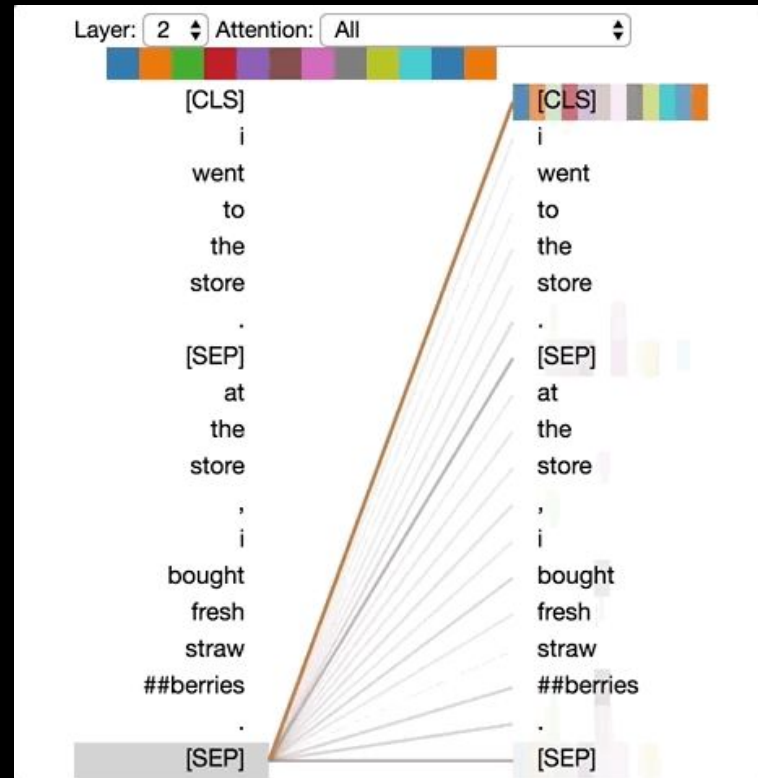 Layer: 2 Attention: All
[CLS] [CLS]
i i
went went
to to
the the
store store
. .
[SEP] [SEP]
at at
the the
store store
, ,
i i
bought bought
fresh fresh
straw straw
##berries ##berries
. .
[SEP] [SEP]